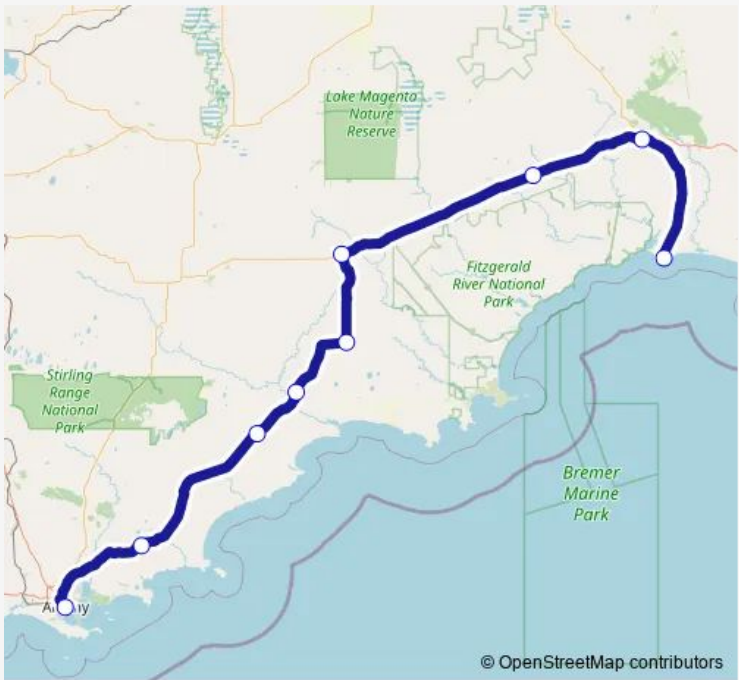 Lake Magenta
Nature
Reserve
Fitzgerald
River National
Park
Stirling
Range
National
Park
Bremer
Marine
Park
© OpenStreetMap contributors